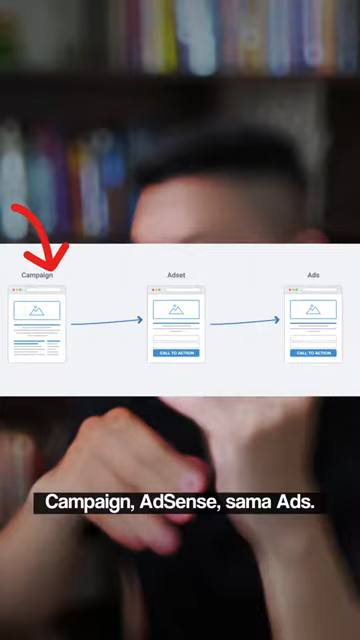 Campaign
Adset
Ads
CALL TO ACTION
CALL TO ACTION
Campaign, AdSense, sama Ads.